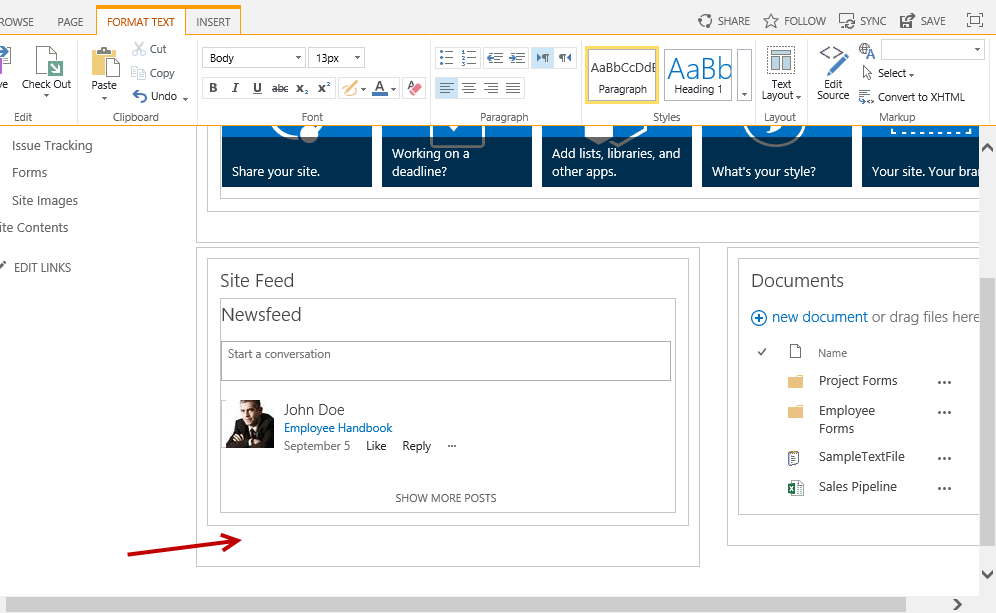 ROWSE PAGE FORMAT TEXT INSERT SHARE FOLLOW SYNC SAVE
Check Out
Edit
Paste
Cut
Copy
Undo
Clipboard
Body 13px
B I U abc x₂ x²
A
Font
Paragraph
AaBbCcDdE
Paragraph
AaBb
Heading 1
Styles
Text
Layout
Layout
Edit
Source
Select
Convert to XHTML
Markup
Issue Tracking
Forms
Site Images
ite Contents
EDIT LINKS
Share your site.
Working on a
deadline?
Add lists, libraries, and
other apps.
What's your style?
Your site. Your bran
Site Feed
Newsfeed
Start a conversation
John Doe
Employee Handbook
September 5 Like Reply ...
SHOW MORE POSTS
Documents
new document or drag files here
Name
Project Forms ...
Employee
Forms ...
SampleTextFile ...
Sales Pipeline ...